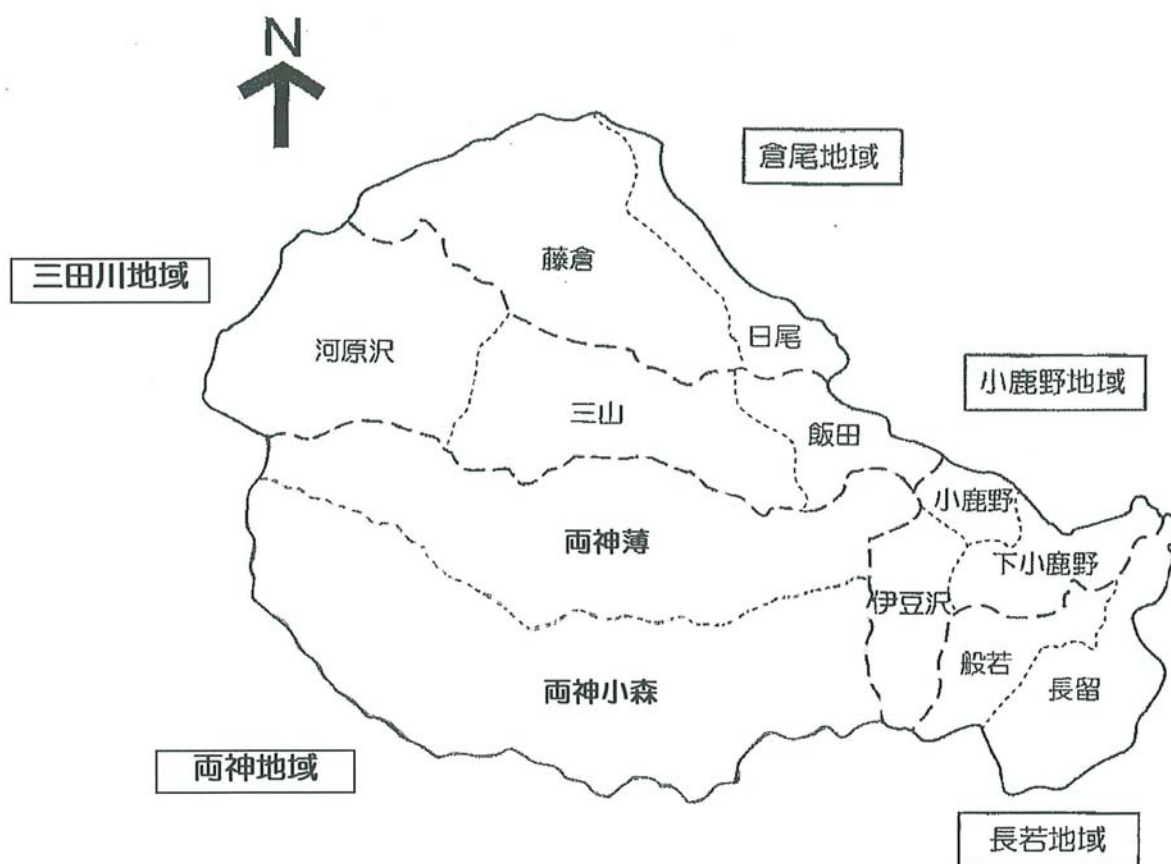 N
倉尾地域
藤倉
三田川地域
日尾
河原沢
小鹿野地域
三山
飯田
小鹿野
両神薄
下小鹿野
伊豆沢
般若
両神小森
長留
両神地域
長若地域